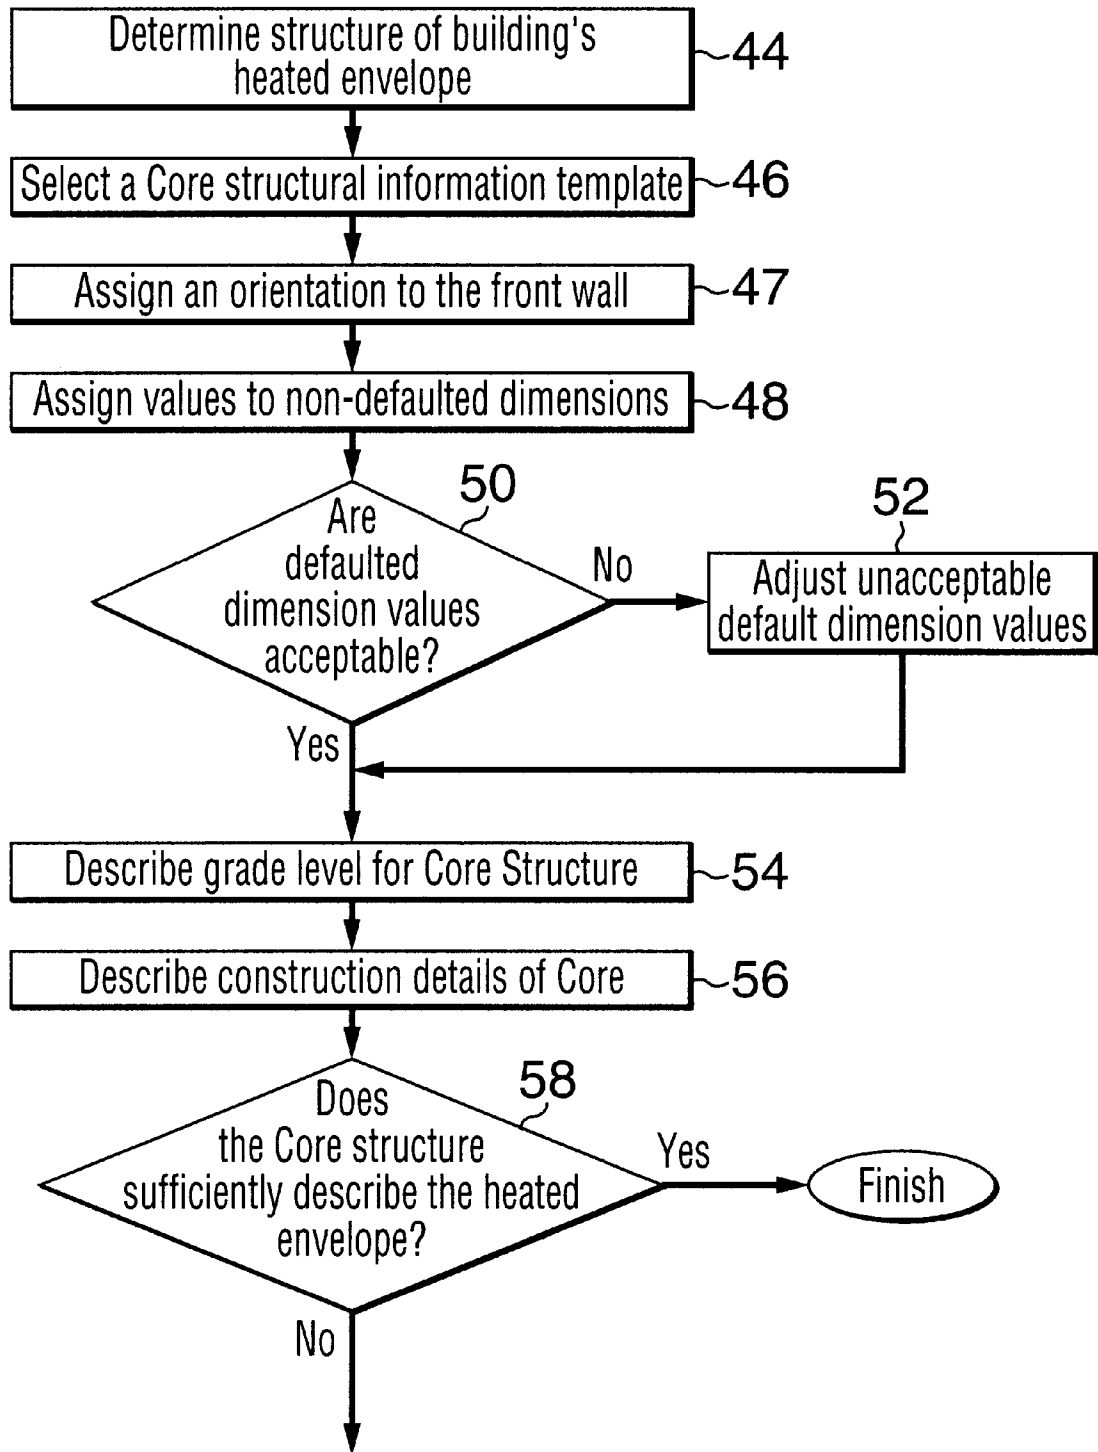 Determine structure of building's
heated envelope
44
Select a Core structural information template
46
Assign an orientation to the front wall
47
Assign values to non-defaulted dimensions
48
50
Are
defaulted
dimension values
acceptable?
No
52
Adjust unacceptable
default dimension values
Yes
Describe grade level for Core Structure
54
Describe construction details of Core
56
58
Does
the Core structure
sufficiently describe the heated
envelope?
Yes
Finish
No